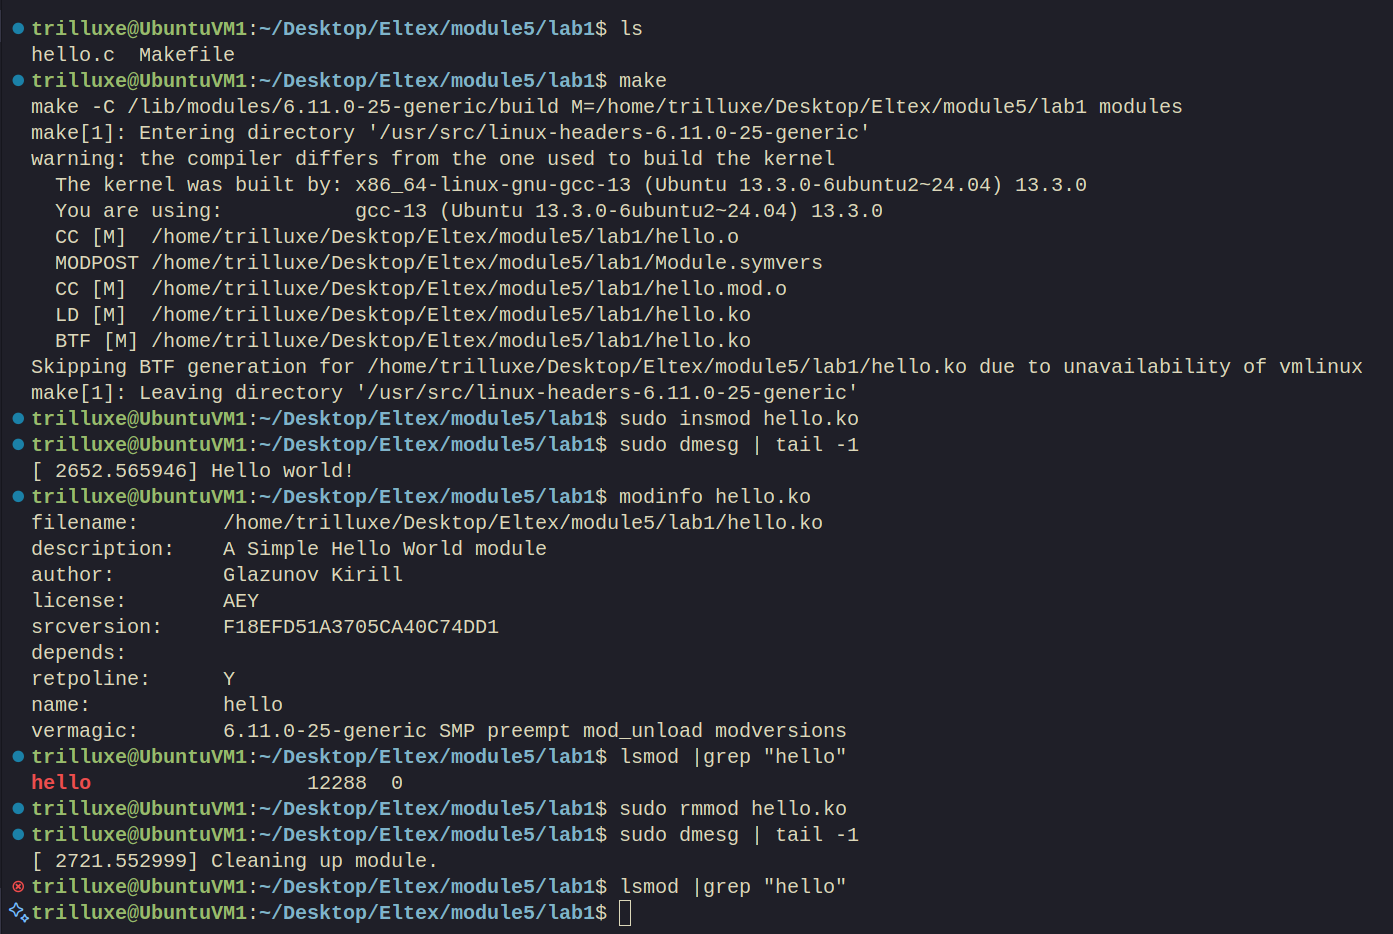 trilluxe@UbuntuVM1:~/Desktop/Eltex/module5/lab1$ ls
hello.c  Makefile
trilluxe@UbuntuVM1:~/Desktop/Eltex/module5/lab1$ make
make -C /lib/modules/6.11.0-25-generic/build M=/home/trilluxe/Desktop/Eltex/module5/lab1 modules
make[1]: Entering directory '/usr/src/linux-headers-6.11.0-25-generic'
warning: the compiler differs from the one used to build the kernel
  The kernel was built by: x86_64-linux-gnu-gcc-13 (Ubuntu 13.3.0-6ubuntu2~24.04) 13.3.0
  You are using:           gcc-13 (Ubuntu 13.3.0-6ubuntu2~24.04) 13.3.0
  CC [M]  /home/trilluxe/Desktop/Eltex/module5/lab1/hello.o
  MODPOST /home/trilluxe/Desktop/Eltex/module5/lab1/Module.symvers
  CC [M]  /home/trilluxe/Desktop/Eltex/module5/lab1/hello.mod.o
  LD [M]  /home/trilluxe/Desktop/Eltex/module5/lab1/hello.ko
  BTF [M] /home/trilluxe/Desktop/Eltex/module5/lab1/hello.ko
Skipping BTF generation for /home/trilluxe/Desktop/Eltex/module5/lab1/hello.ko due to unavailability of vmlinux
make[1]: Leaving directory '/usr/src/linux-headers-6.11.0-25-generic'
trilluxe@UbuntuVM1:~/Desktop/Eltex/module5/lab1$ sudo insmod hello.ko
trilluxe@UbuntuVM1:~/Desktop/Eltex/module5/lab1$ sudo dmesg | tail -1
[ 2652.565946] Hello world!
trilluxe@UbuntuVM1:~/Desktop/Eltex/module5/lab1$ modinfo hello.ko
filename:       /home/trilluxe/Desktop/Eltex/module5/lab1/hello.ko
description:    A Simple Hello World module
author:         Glazunov Kirill
license:        AEY
srcversion:     F18EFD51A3705CA40C74DD1
depends:
retpoline:      Y
name:           hello
vermagic:       6.11.0-25-generic SMP preempt mod_unload modversions
trilluxe@UbuntuVM1:~/Desktop/Eltex/module5/lab1$ lsmod |grep "hello"
hello                  12288  0
trilluxe@UbuntuVM1:~/Desktop/Eltex/module5/lab1$ sudo rmmod hello.ko
trilluxe@UbuntuVM1:~/Desktop/Eltex/module5/lab1$ sudo dmesg | tail -1
[ 2721.552999] Cleaning up module.
trilluxe@UbuntuVM1:~/Desktop/Eltex/module5/lab1$ lsmod |grep "hello"
trilluxe@UbuntuVM1:~/Desktop/Eltex/module5/lab1$